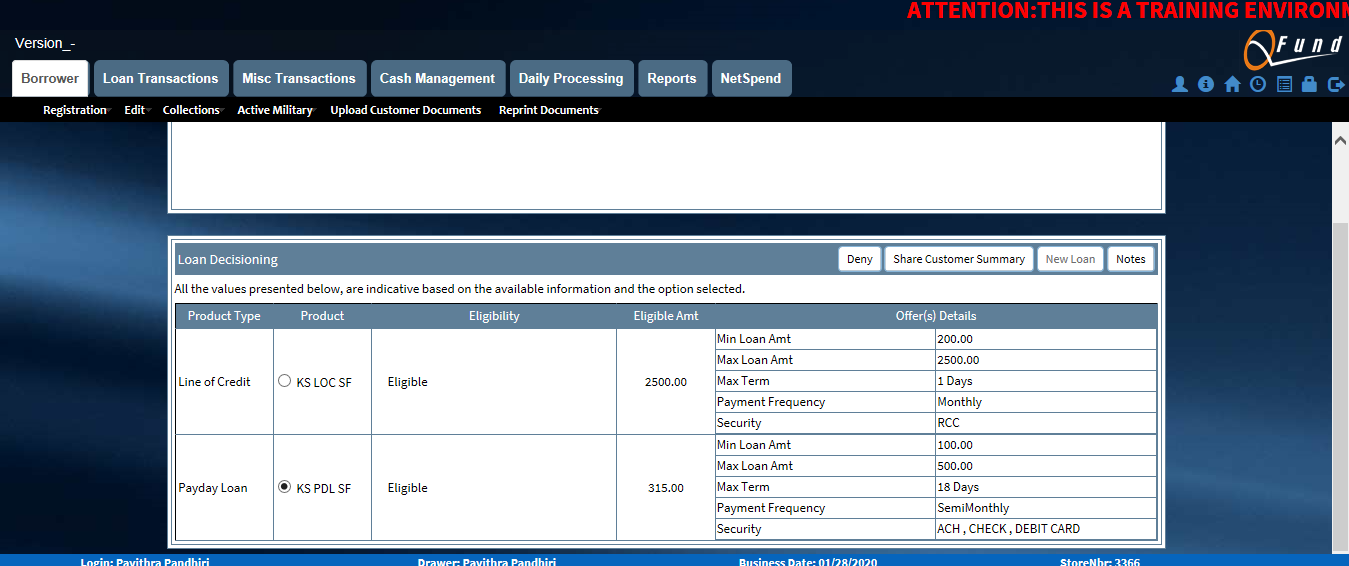 ATTENTION:THIS IS A TRAINING
Version_-
QFund
Borrower Loan Transactions Misc Transactions Cash Management Daily Processing Reports NetSpend
Registration Edit Collections Active Military Upload Customer Documents Reprint Documents
Loan Decisioning Deny Share Customer Summary New Loan Notes
All the values presented below, are indicative based on the available information and the option selected.
Product Type Product Eligibility Eligible Amt Offer(s) Details
Min Loan Amt 200.00
Max Loan Amt 2500.00
Line of Credit KS LOC SF Eligible 2500.00 Max Term 1 Days
Payment Frequency Monthly
Security RCC
Min Loan Amt 100.00
Max Loan Amt 500.00
Payday Loan KS PDL SF Eligible 315.00 Max Term 18 Days
Payment Frequency SemiMonthly
Security ACH , CHECK , DEBIT CARD
Login: Pavithra Pandhiri Drawer: Pavithra Pandhiri Business Date: 01/28/2020 StoreNbr: 3366